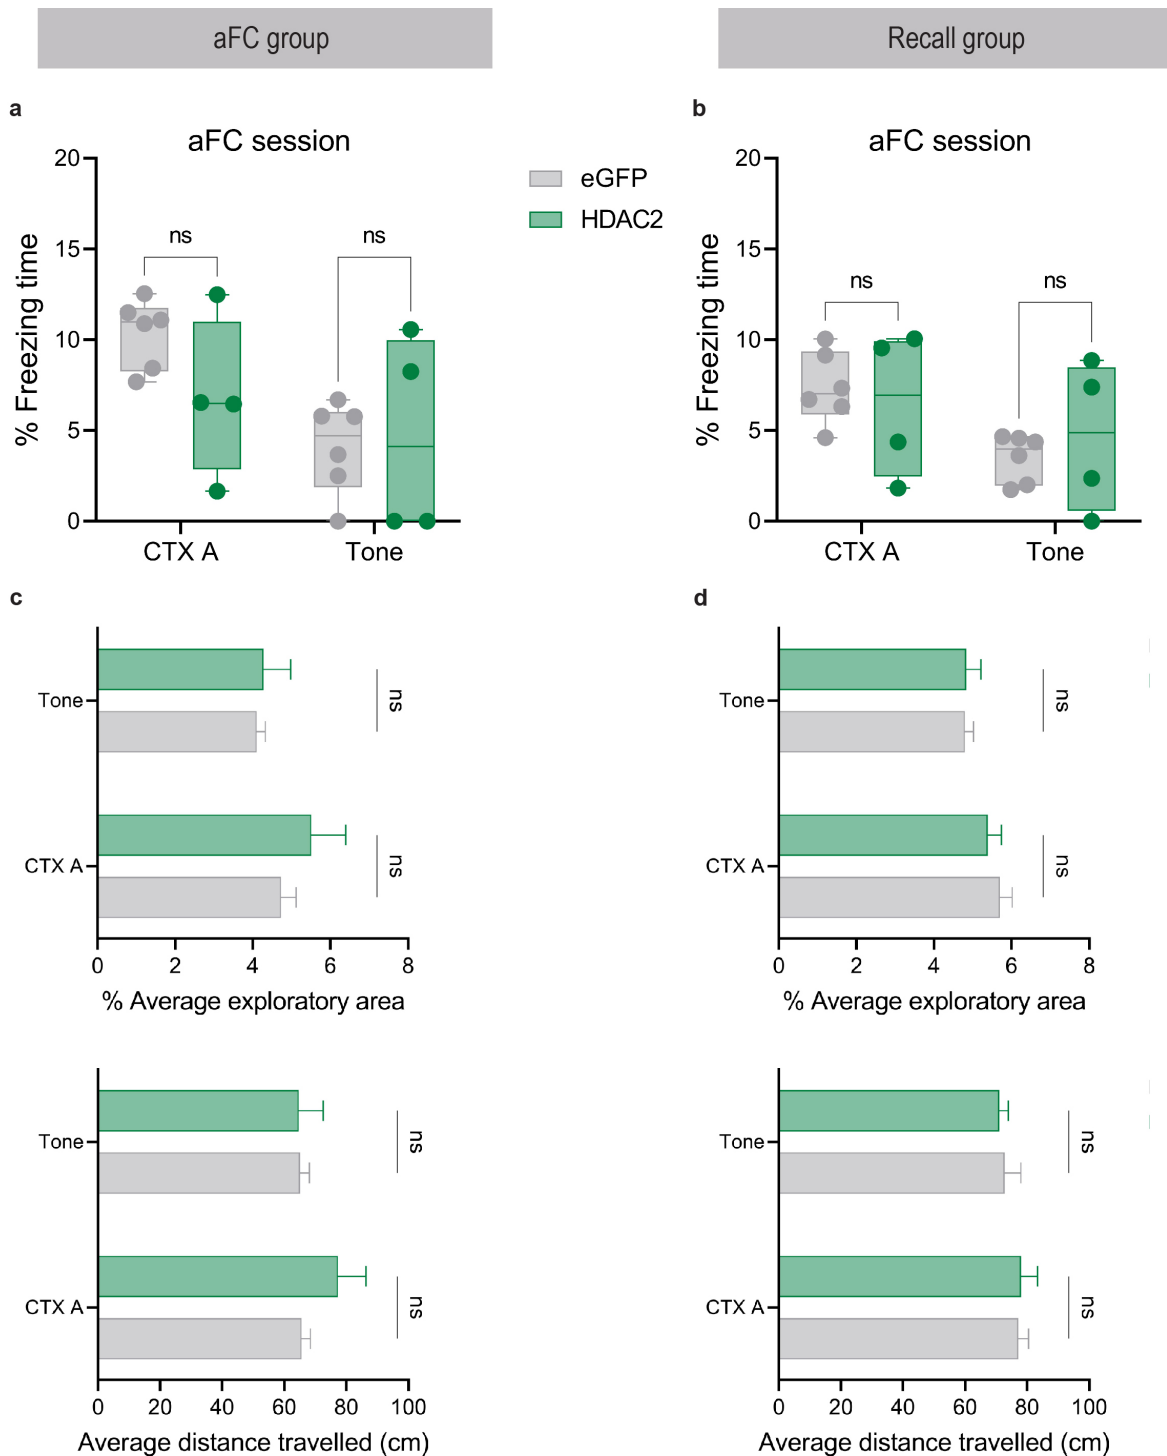 aFC group
Recall group
a
b
aFC session
aFC session
20
15
10
5
0
% Freezing time
ns
ns
CTX A
Tone
eGFP
HDAC2
20
15
10
5
0
% Freezing time
ns
ns
CTX A
Tone
c
d
Tone
CTX A
ns
ns
0 2 4 6 8
% Average exploratory area
Tone
CTX A
ns
ns
0 2 4 6 8
% Average exploratory area
Tone
CTX A
ns
ns
0 20 40 60 80 100
Average distance travelled (cm)
Tone
CTX A
ns
ns
0 20 40 60 80 100
Average distance travelled (cm)